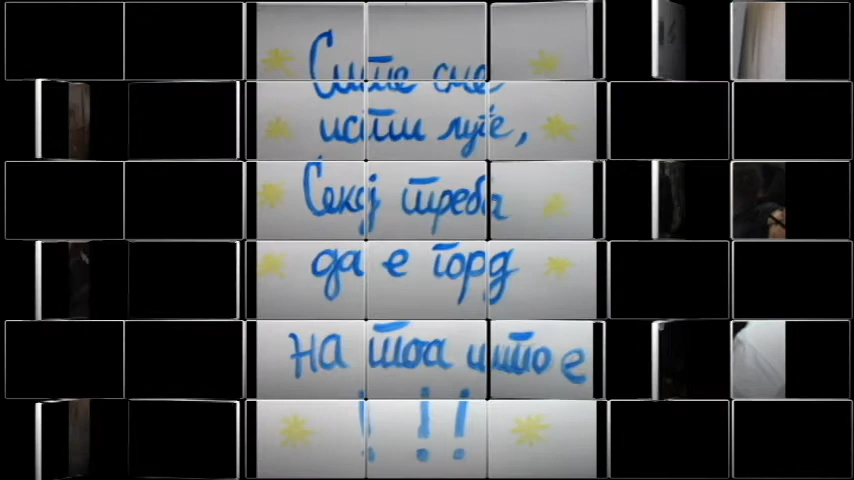 Сите сме
исти луѓе,
Секој треба
да е горд
на тоа што е
!!!